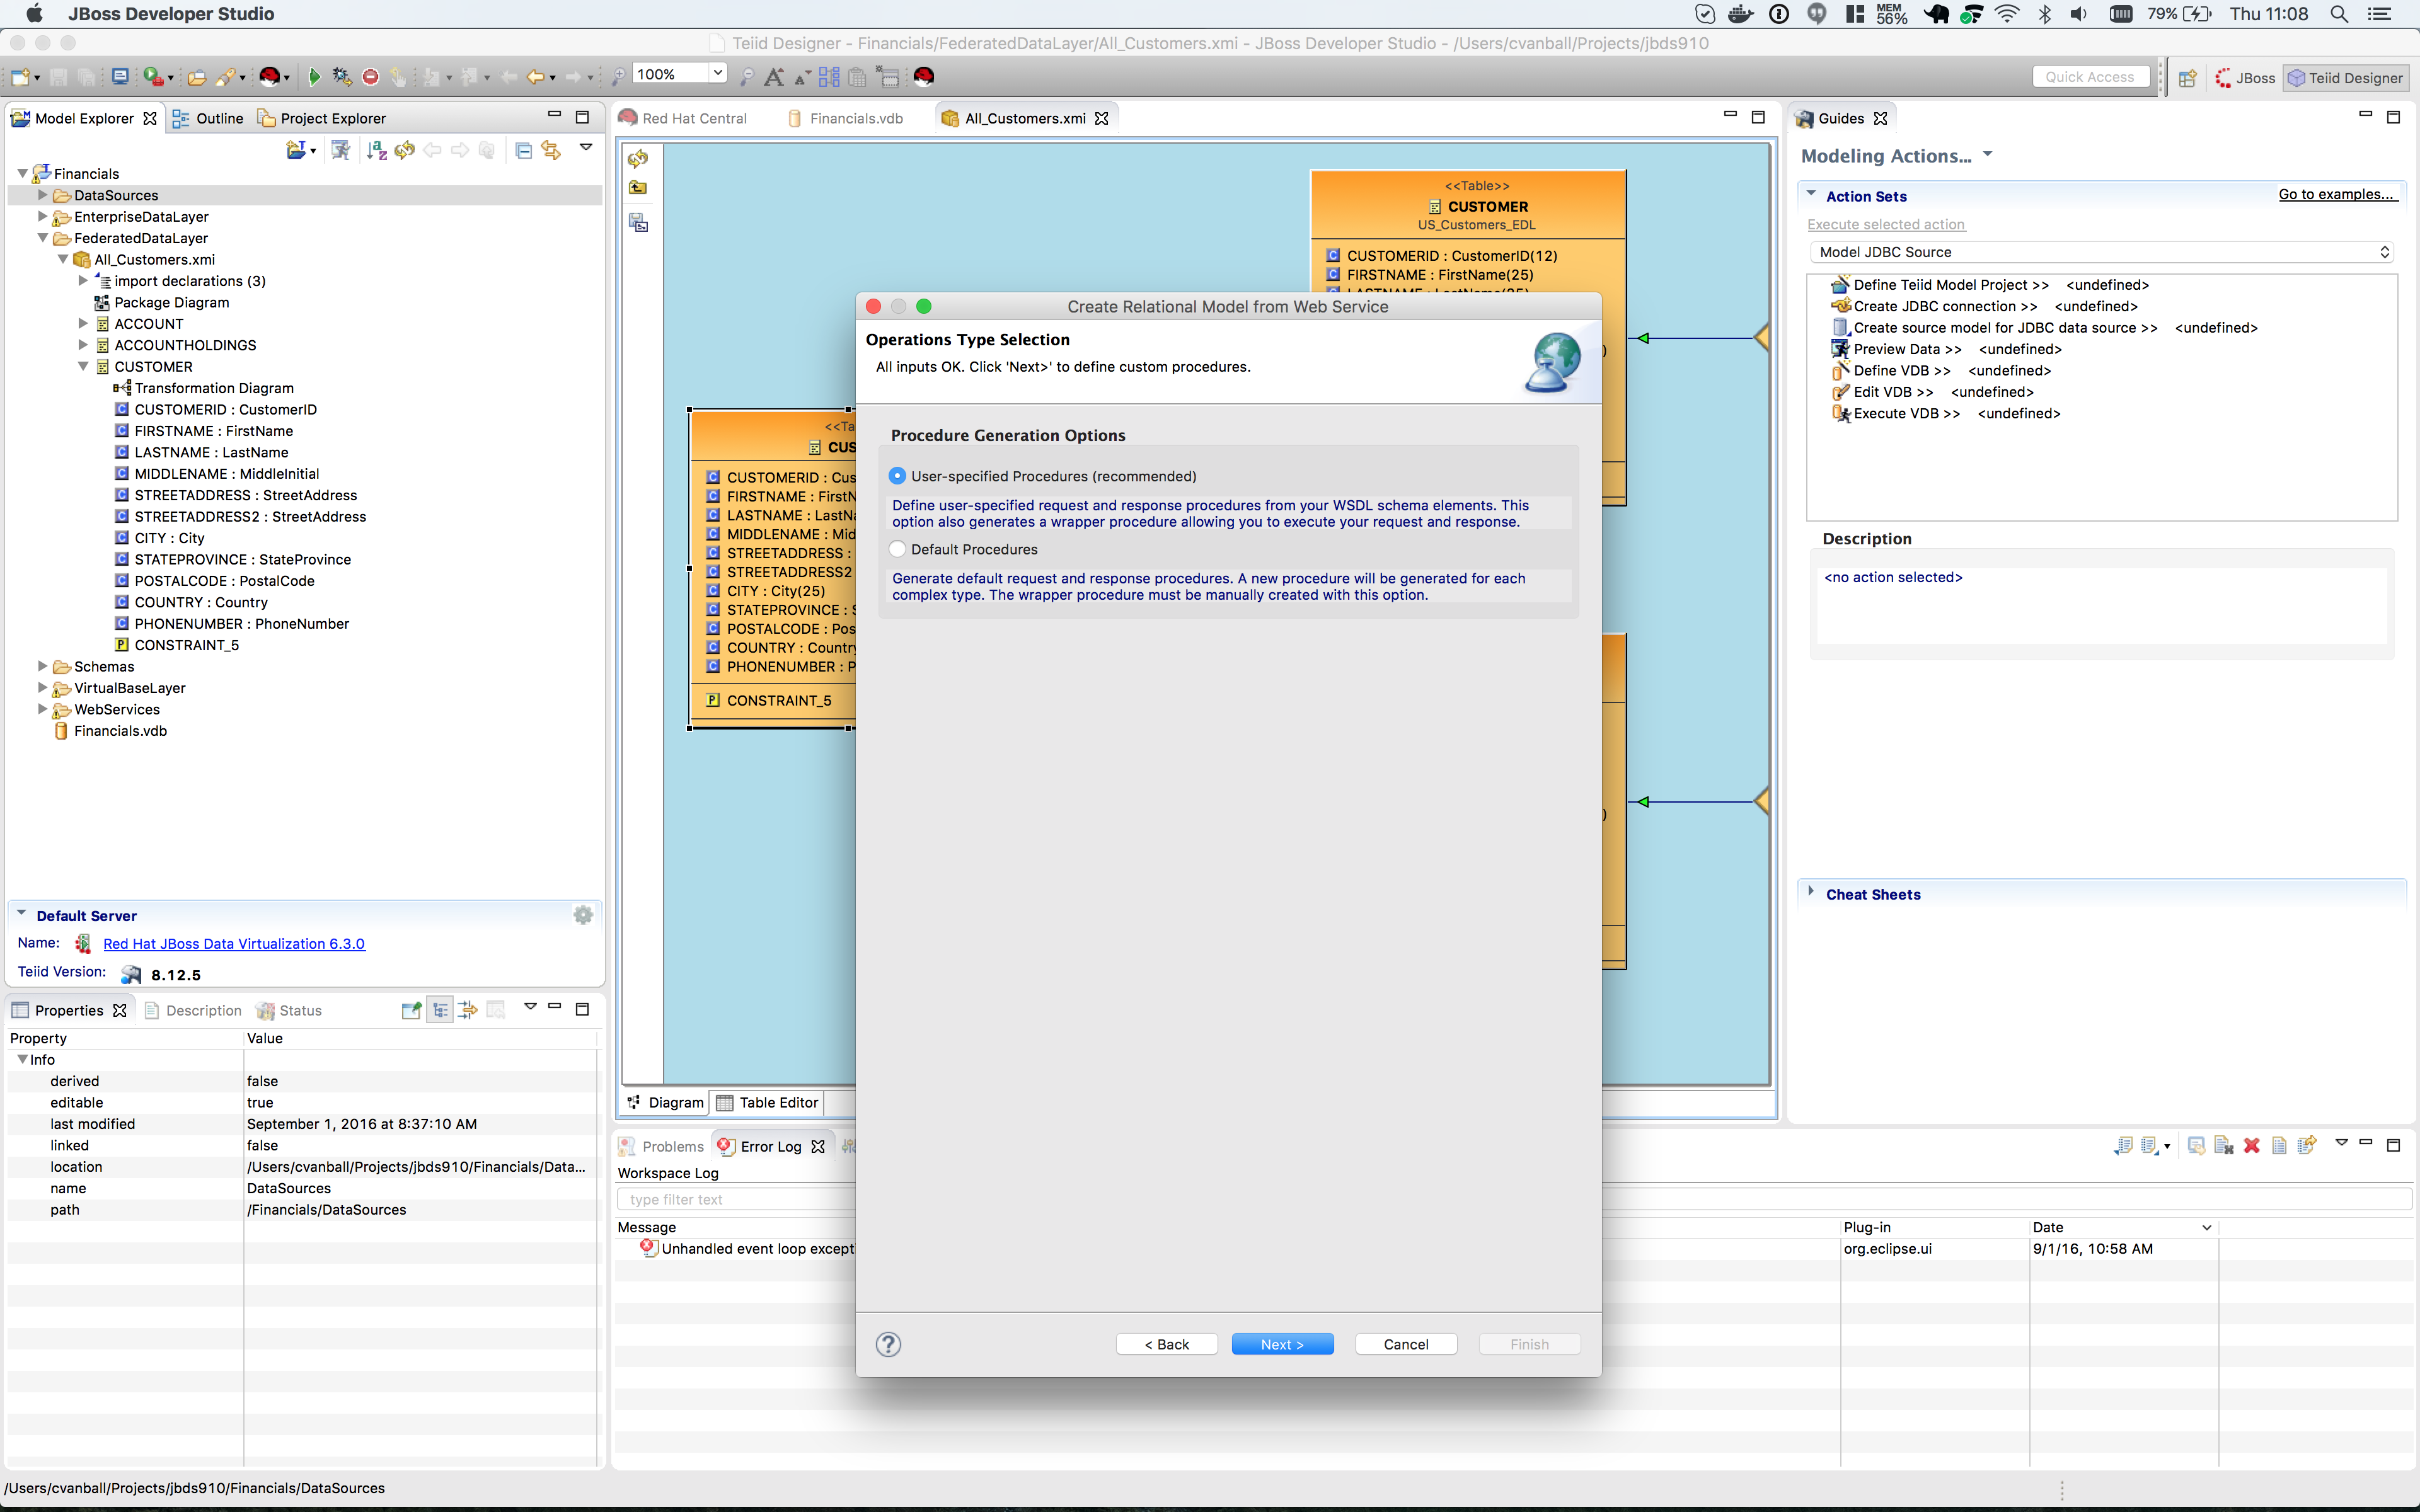 JBoss Developer Studio
MEM
56%
79%
Thu 11:08
Teiid Designer - Financials/FederatedDataLayer/All_Customers.xmi - JBoss Developer Studio - /Users/cvanball/Projects/jbds910
100%
Quick Access
JBoss
Teiid Designer
Model Explorer
Outline
Project Explorer
Financials
DataSources
EnterpriseDataLayer
FederatedDataLayer
All_Customers.xmi
import declarations (3)
Package Diagram
ACCOUNT
ACCOUNTHOLDINGS
CUSTOMER
Transformation Diagram
CUSTOMERID : CustomerID
FIRSTNAME : FirstName
LASTNAME : LastName
MIDDLENAME : MiddleInitial
STREETADDRESS : StreetAddress
STREETADDRESS2 : StreetAddress
CITY : City
STATEPROVINCE : StateProvince
POSTALCODE : PostalCode
COUNTRY : Country
PHONENUMBER : PhoneNumber
CONSTRAINT_5
Schemas
VirtualBaseLayer
WebServices
Financials.vdb
Default Server
Name: Red Hat JBoss Data Virtualization 6.3.0
Teiid Version: 8.12.5
Properties
Description
Status
Property Value
Info
derived false
editable true
last modified September 1, 2016 at 8:37:10 AM
linked false
location /Users/cvanball/Projects/jbds910/Financials/Data...
name DataSources
path /Financials/DataSources
/Users/cvanball/Projects/jbds910/Financials/DataSources
Red Hat Central
Financials.vdb
All_Customers.xmi
<<Table>>
CUSTOMER
US_Customers_EDL
CUSTOMERID : CustomerID(12)
FIRSTNAME : FirstName(25)
<<Ta
CUS
CUSTOMERID : Cus
FIRSTNAME : FirstN
LASTNAME : LastNa
MIDDLENAME : Mid
STREETADDRESS :
STREETADDRESS2
CITY : City(25)
STATEPROVINCE : S
POSTALCODE : Pos
COUNTRY : Country
PHONENUMBER : P
CONSTRAINT_5
Create Relational Model from Web Service
Operations Type Selection
All inputs OK. Click 'Next>' to define custom procedures.
Procedure Generation Options
User-specified Procedures (recommended)
Define user-specified request and response procedures from your WSDL schema elements. This
option also generates a wrapper procedure allowing you to execute your request and response.
Default Procedures
Generate default request and response procedures. A new procedure will be generated for each
complex type. The wrapper procedure must be manually created with this option.
?
< Back
Next >
Cancel
Finish
Diagram
Table Editor
Problems
Error Log
Workspace Log
type filter text
Message Plug-in Date
Unhandled event loop except org.eclipse.ui 9/1/16, 10:58 AM
Guides
Modeling Actions...
Action Sets
Go to examples...
Execute selected action
Model JDBC Source
Define Teiid Model Project >> <undefined>
Create JDBC connection >> <undefined>
Create source model for JDBC data source >> <undefined>
Preview Data >> <undefined>
Define VDB >> <undefined>
Edit VDB >> <undefined>
Execute VDB >> <undefined>
Description
<no action selected>
Cheat Sheets